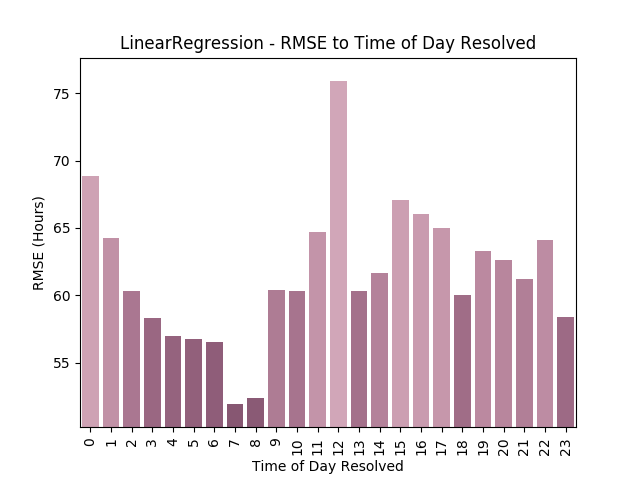 LinearRegression - RMSE to Time of Day Resolved
75
70
65
60
55
RMSE (Hours)
0 1 2 3 4 5 6 7 8 9 10 11 12 13 14 15 16 17 18 19 20 21 22 23
Time of Day Resolved